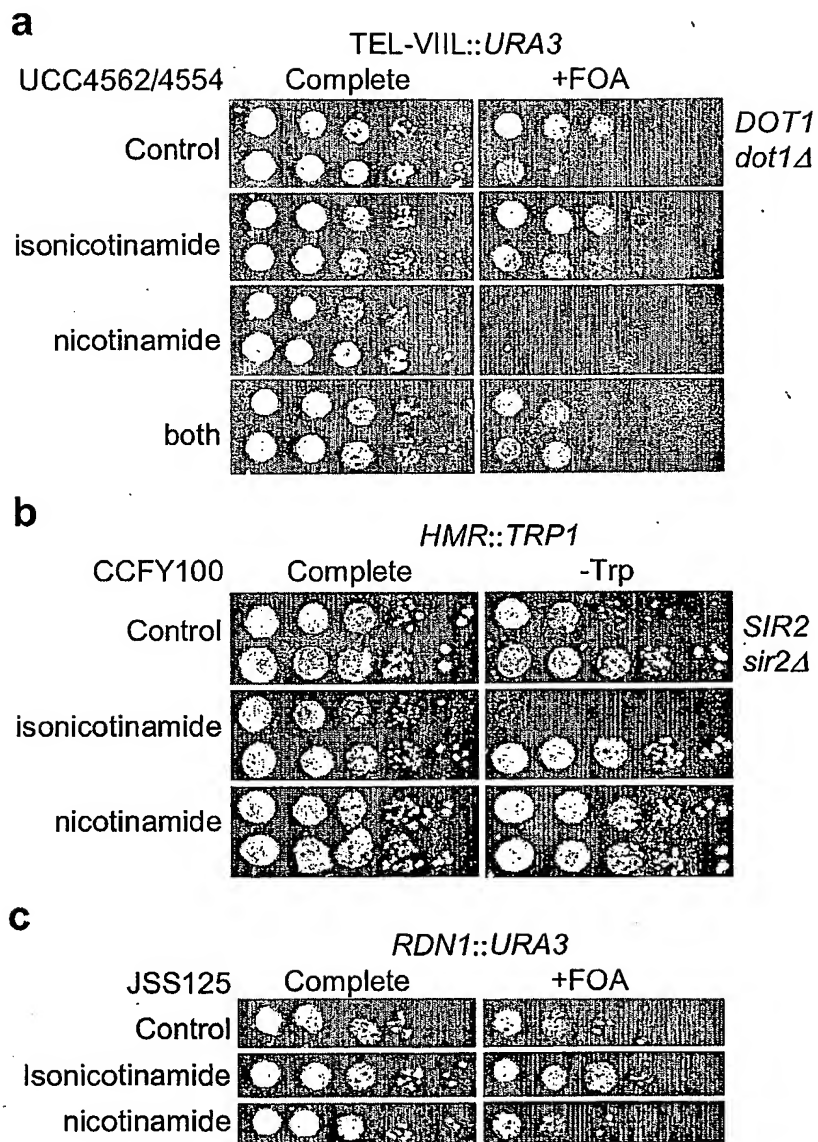 a
TEL-VIIL::URA3
UCC4562/4554 Complete +FOA
Control
DOT1
dot1Δ
isonicotinamide
nicotinamide
both
b
HMR::TRP1
CCFY100 Complete -Trp
Control
SIR2
sir2Δ
isonicotinamide
nicotinamide
c
RDN1::URA3
JSS125 Complete +FOA
Control
Isonicotinamide
nicotinamide